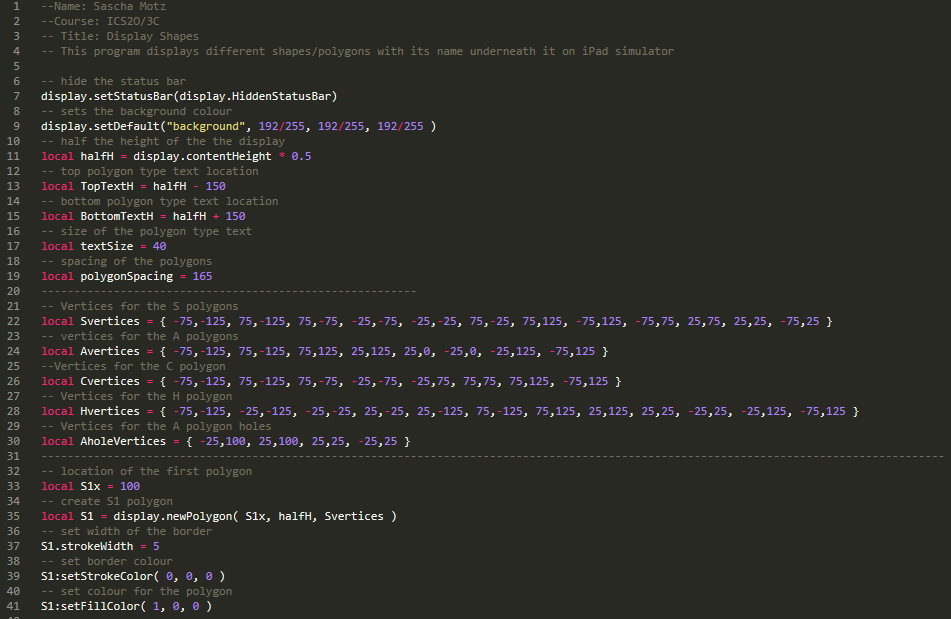 1 --Name: Sascha Motz
2 --Course: ICS2O/3C
3 -- Title: Display Shapes
4 -- This program displays different shapes/polygons with its name underneath it on iPad simulator
5
6 -- hide the status bar
7 display.setStatusBar(display.HiddenStatusBar)
8 -- sets the background colour
9 display.setDefault("background", 192/255, 192/255, 192/255 )
10 -- half the height of the the display
11 local halfH = display.contentHeight * 0.5
12 -- top polygon type text location
13 local TopTextH = halfH - 150
14 -- bottom polygon type text location
15 local BottomTextH = halfH + 150
16 -- size of the polygon type text
17 local textSize = 40
18 -- spacing of the polygons
19 local polygonSpacing = 165
20 ---------------------------------------------------------
21 -- Vertices for the S polygons
22 local Svertices = { -75,-125, 75,-125, 75,-75, -25,-75, -25,-25, 75,-25, 75,125, -75,125, -75,75, 25,75, 25,25, -75,25 }
23 -- vertices for the A polygons
24 local Avertices = { -75,-125, 75,-125, 75,125, 25,125, 25,0, -25,0, -25,125, -75,125 }
25 --Vertices for the C polygon
26 local Cvertices = { -75,-125, 75,-125, 75,-75, -25,-75, -25,75, 75,75, 75,125, -75,125 }
27 -- Vertices for the H polygon
28 local Hvertices = { -75,-125, -25,-125, -25,-25, 25,-25, 25,-125, 75,-125, 75,125, 25,125, 25,25, -25,25, -25,125, -75,125 }
29 -- Vertices for the A polygon holes
30 local AholeVertices = { -25,100, 25,100, 25,25, -25,25 }
31 -----------------------------------------------------------------------------------------------------------------------------------------
32 -- location of the first polygon
33 local S1x = 100
34 -- create S1 polygon
35 local S1 = display.newPolygon( S1x, halfH, Svertices )
36 -- set width of the border
37 S1.strokeWidth = 5
38 -- set border colour
39 S1:setStrokeColor( 0, 0, 0 )
40 -- set colour for the polygon
41 S1:setFillColor( 1, 0, 0 )